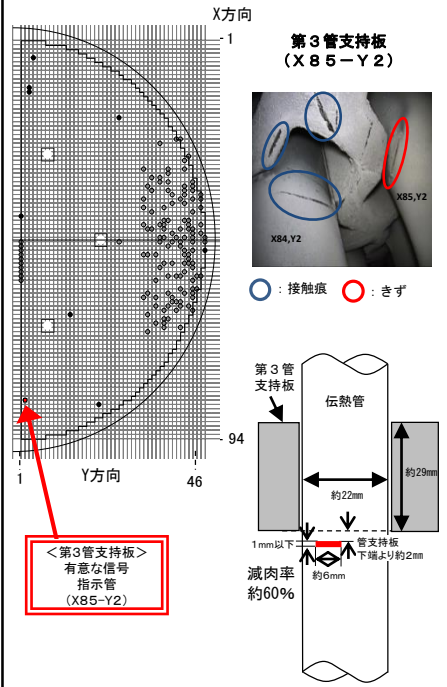 X方向
1
94
1
Y方向
46
＜第3管支持板＞
有意な信号
指示管
(X85-Y2)
第３管支持板
（Ｘ８５－Ｙ２）
X85,Y2
X84,Y2
：接触痕
：きず
第３管
支持板
伝熱管
約29mm
約22mm
1mm以下
管支持板
下端より約2mm
減肉率
約60%
約6mm